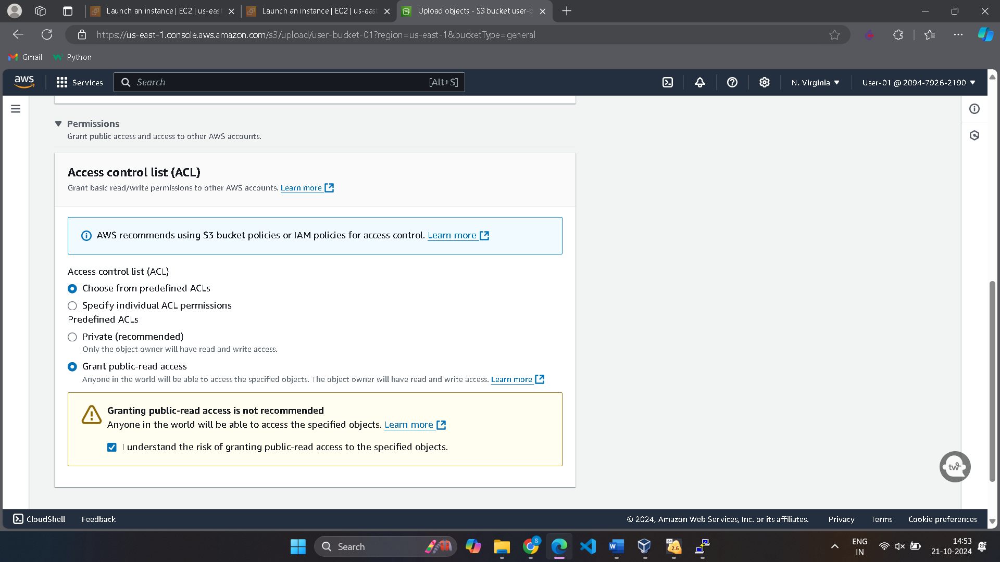 Launch an instance | EC2 | us-east
Launch an instance | EC2 | us-east
Upload objects - S3 bucket user-b
https://us-east-1.console.aws.amazon.com/s3/upload/user-bucket-01?region=us-east-1&bucketType=general
Gmail
Python
aws
Services
Search
[Alt+S]
N. Virginia
User-01 @ 2094-7926-2190
Permissions
Grant public access and access to other AWS accounts.
Access control list (ACL)
Grant basic read/write permissions to other AWS accounts. Learn more
AWS recommends using S3 bucket policies or IAM policies for access control. Learn more
Access control list (ACL)
Choose from predefined ACLs
Specify individual ACL permissions
Predefined ACLs
Private (recommended)
Only the object owner will have read and write access.
Grant public-read access
Anyone in the world will be able to access the specified objects. The object owner will have read and write access. Learn more
Granting public-read access is not recommended
Anyone in the world will be able to access the specified objects. Learn more
I understand the risk of granting public-read access to the specified objects.
tw
CloudShell
Feedback
© 2024, Amazon Web Services, Inc. or its affiliates.
Privacy
Terms
Cookie preferences
Search
S
W
64
2.6
ENG
IN
14:53
21-10-2024